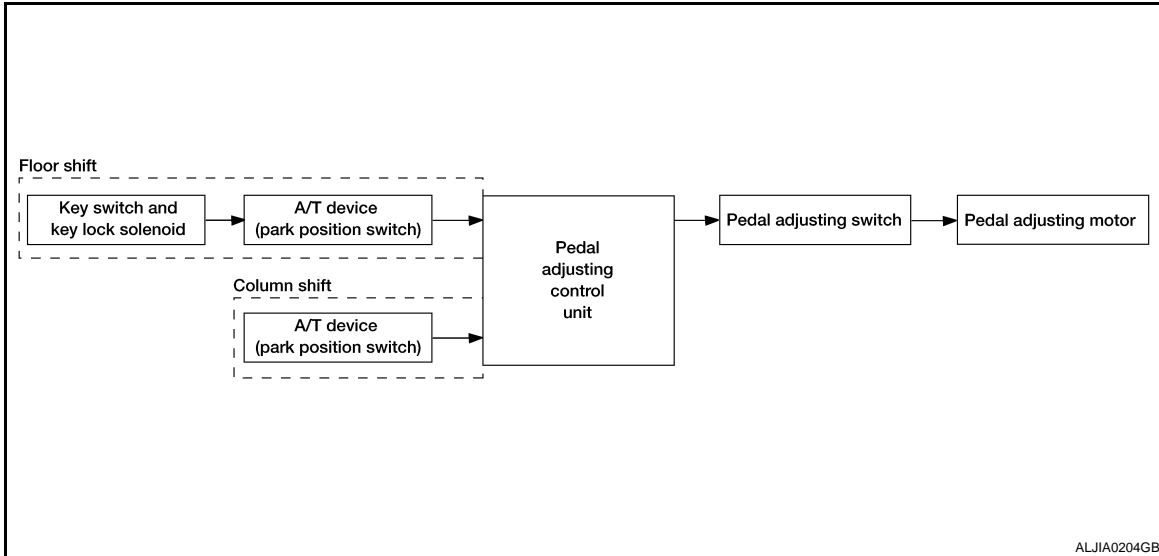 Floor shift
Key switch and
key lock solenoid
A/T device
(park position switch)
Pedal
adjusting
control
unit
Pedal adjusting switch
Pedal adjusting motor
Column shift
A/T device
(park position switch)
ALJIA0204GB